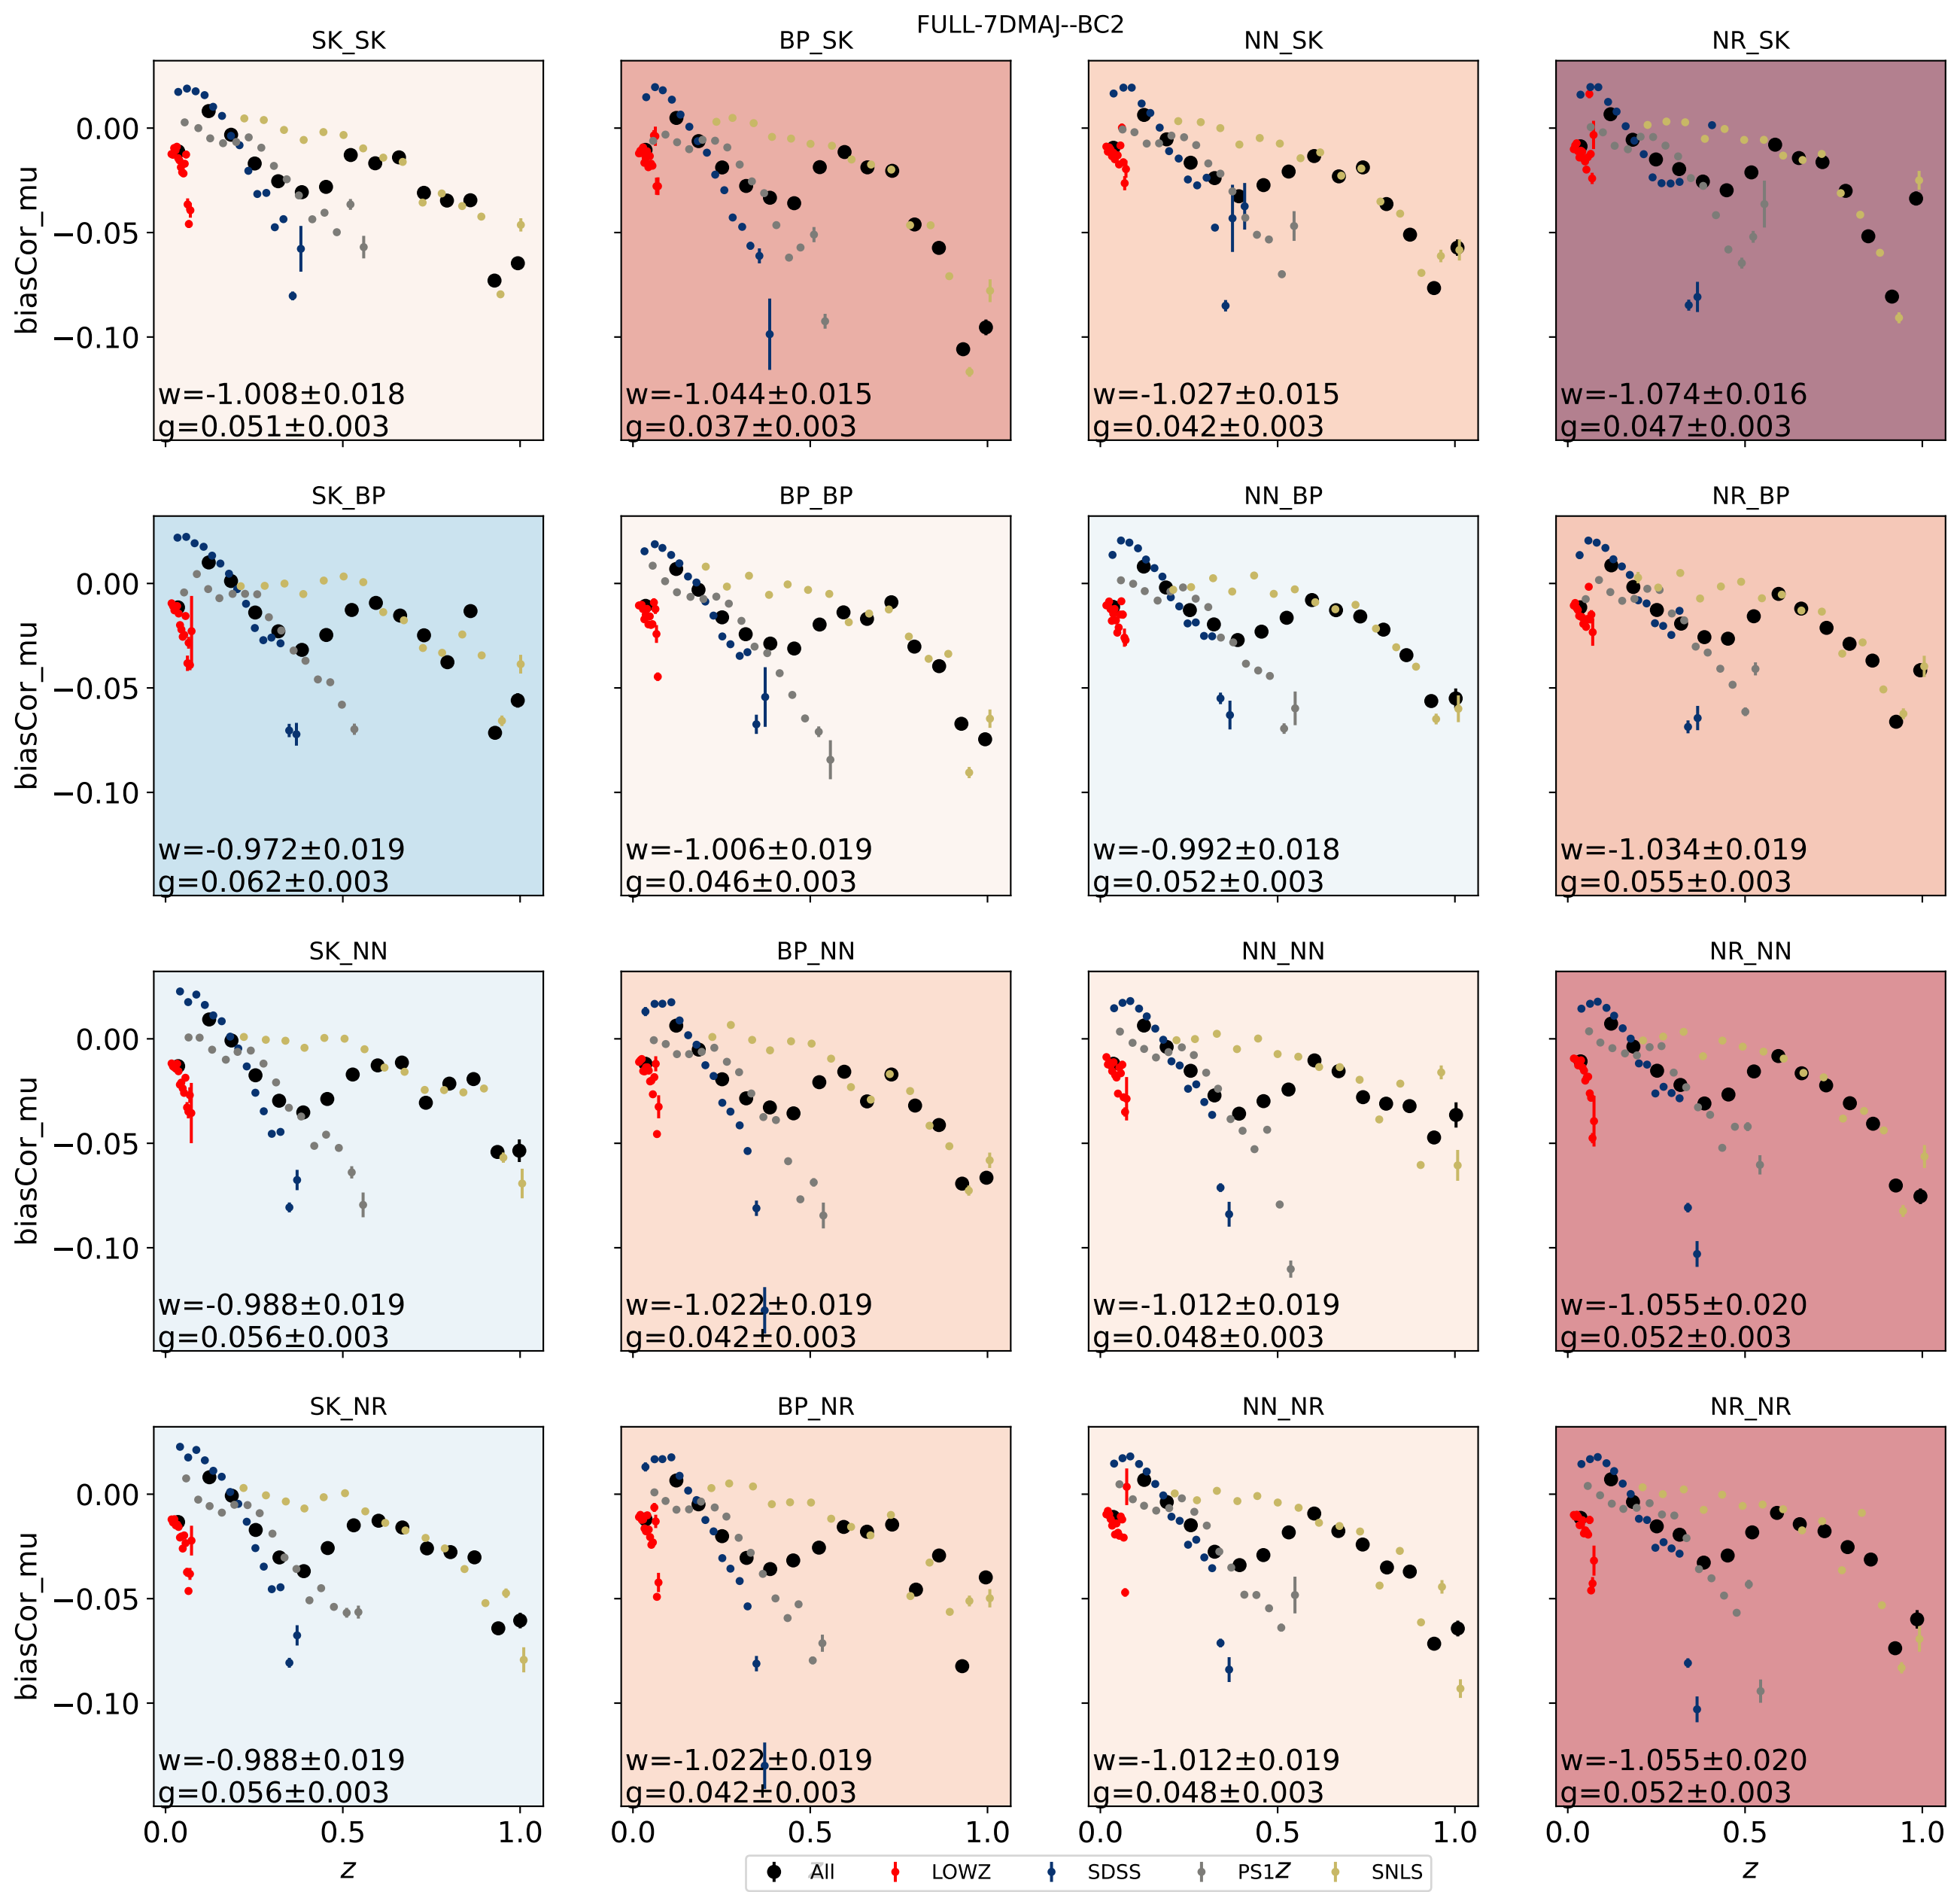 FULL-7DMAJ--BC2
SK_SK BP_SK NN_SK NR_SK
biasCor_mu
0.00
−0.05
−0.10
w=-1.008±0.018 w=-1.044±0.015 w=-1.027±0.015 w=-1.074±0.016
g=0.051±0.003 g=0.037±0.003 g=0.042±0.003 g=0.047±0.003
SK_BP BP_BP NN_BP NR_BP
biasCor_mu
0.00
−0.05
−0.10
w=-0.972±0.019 w=-1.006±0.019 w=-0.992±0.018 w=-1.034±0.019
g=0.062±0.003 g=0.046±0.003 g=0.052±0.003 g=0.055±0.003
SK_NN BP_NN NN_NN NR_NN
biasCor_mu
0.00
−0.05
−0.10
w=-0.988±0.019 w=-1.022±0.019 w=-1.012±0.019 w=-1.055±0.020
g=0.056±0.003 g=0.042±0.003 g=0.048±0.003 g=0.052±0.003
SK_NR BP_NR NN_NR NR_NR
biasCor_mu
0.00
−0.05
−0.10
w=-0.988±0.019 w=-1.022±0.019 w=-1.012±0.019 w=-1.055±0.020
g=0.056±0.003 g=0.042±0.003 g=0.048±0.003 g=0.052±0.003
0.0 0.5 1.0 0.0 0.5 1.0 0.0 0.5 1.0 0.0 0.5 1.0
z z z z
All LOWZ SDSS PS1 SNLS